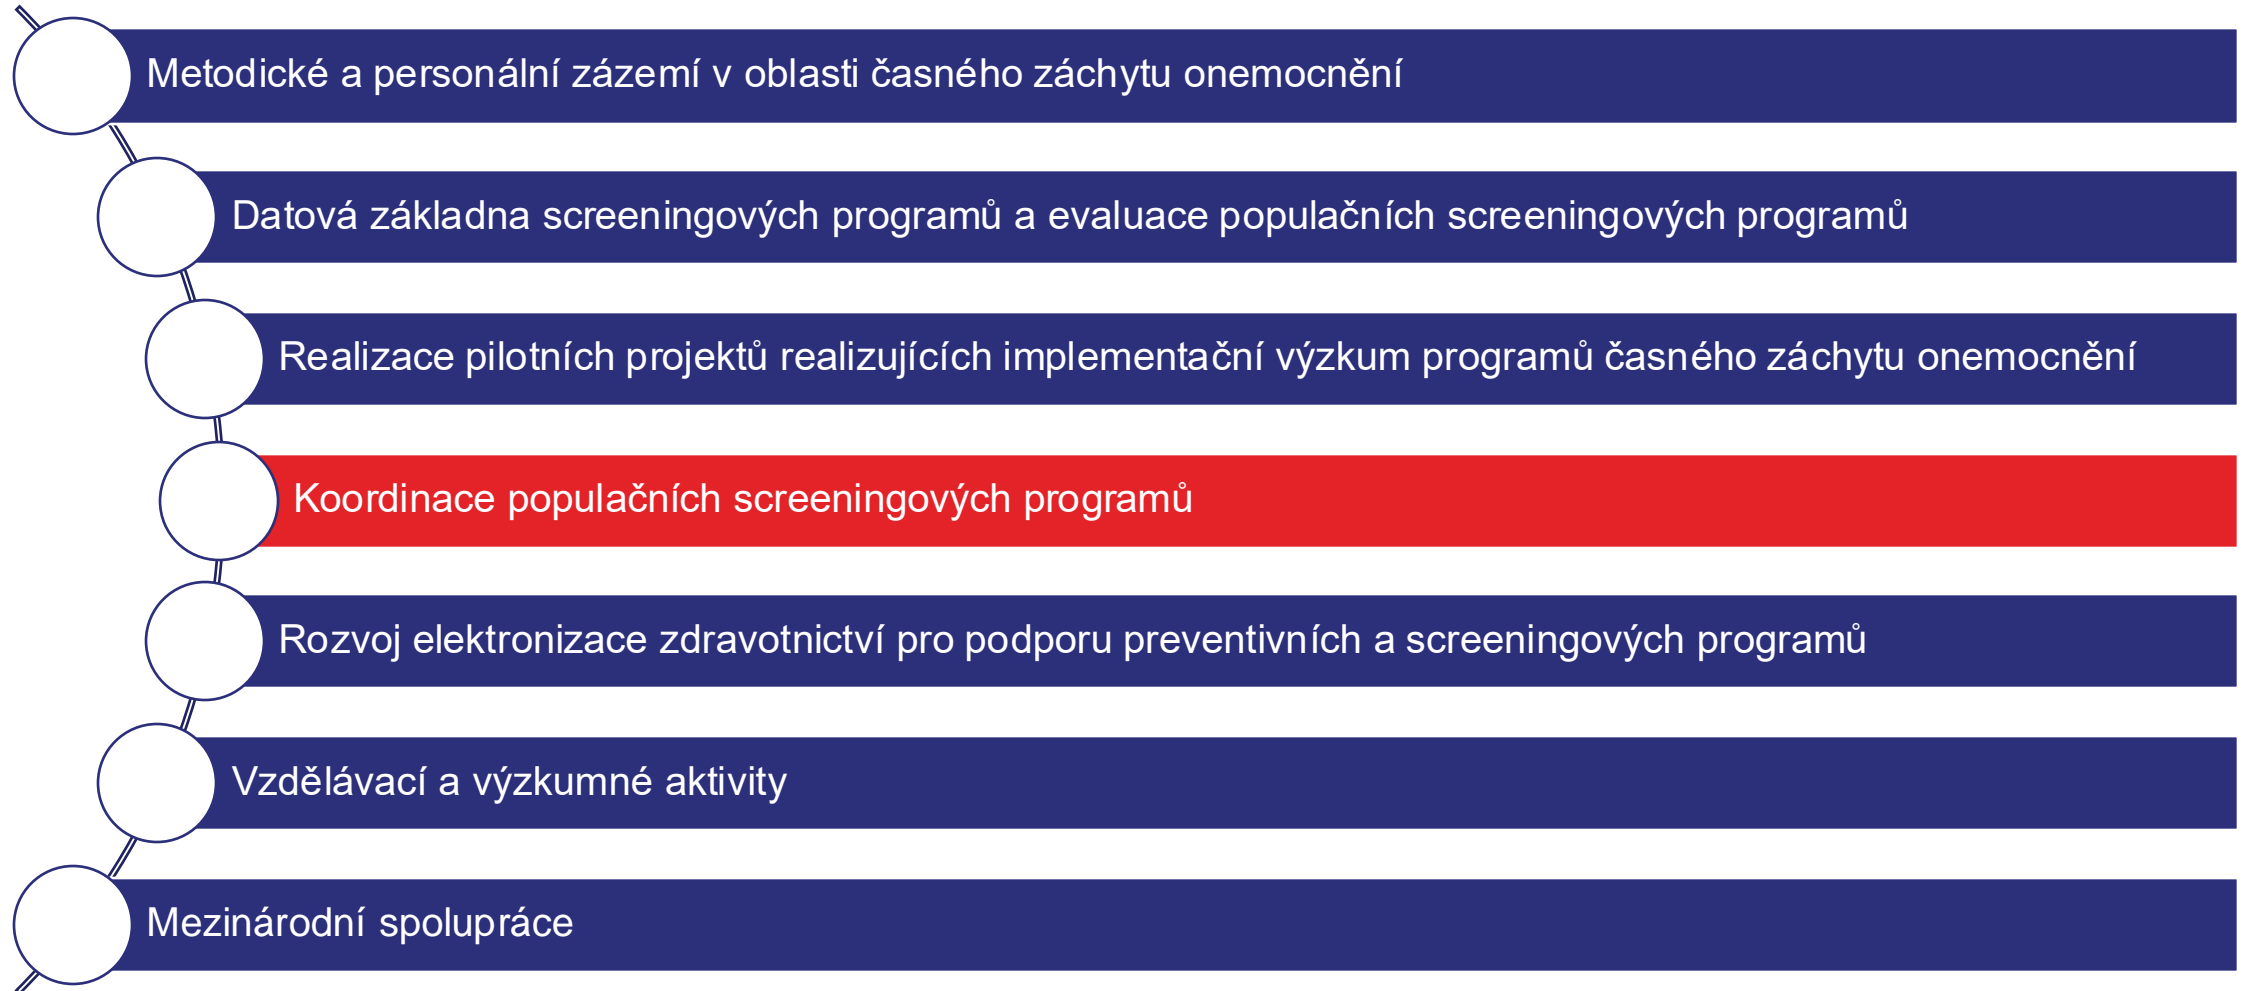 Metodické a personální zázemí v oblasti časného záchytu onemocnění
Datová základna screeningových programů a evaluace populačních screeningových programů
Realizace pilotních projektů realizujících implementační výzkum programů časného záchytu onemocnění
Koordinace populačních screeningových programů
Rozvoj elektronizace zdravotnictví pro podporu preventivních a screeningových programů
Vzdělávací a výzkumné aktivity
Mezinárodní spolupráce